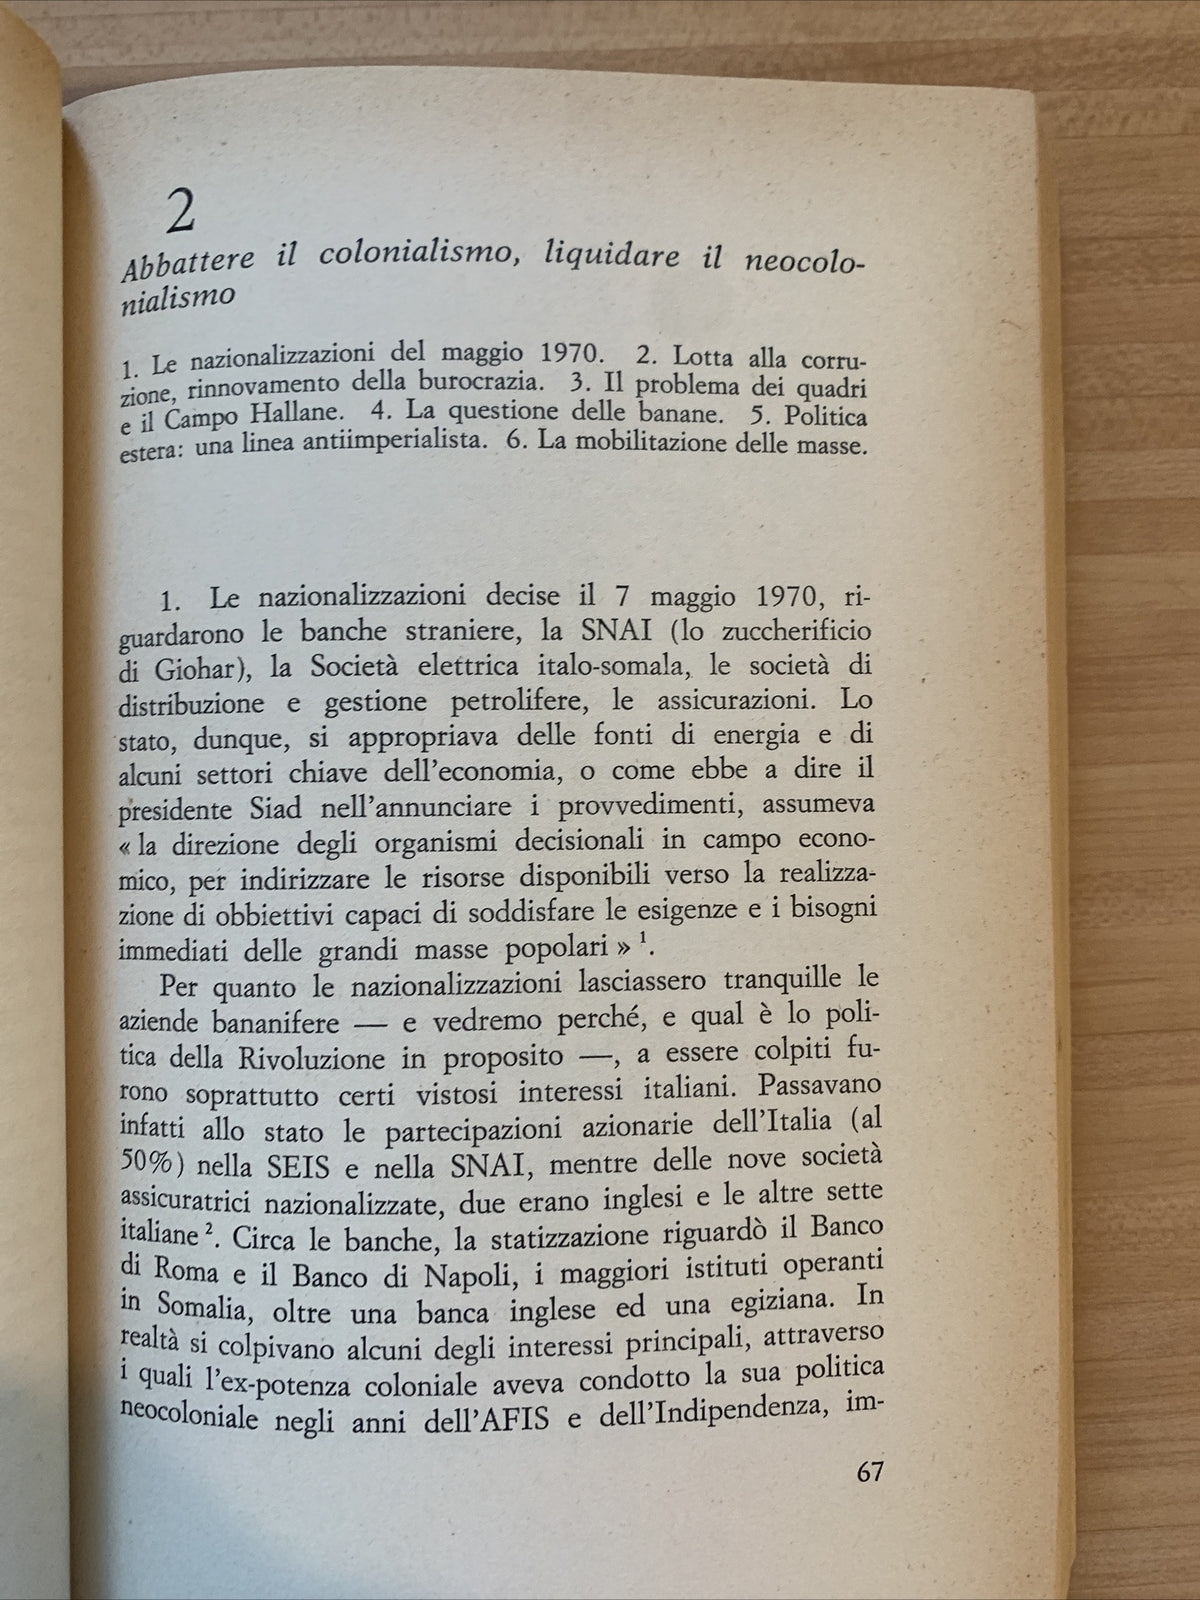 2
Abbattere il colonialismo, liquidare il neocolo-
nialismo
1. Le nazionalizzazioni del maggio 1970. 2. Lotta alla corru-
zione, rinnovamento della burocrazia. 3. Il problema dei quadri
e il Campo Hallane. 4. La questione delle banane. 5. Politica
estera: una linea antiimperialista. 6. La mobilitazione delle masse.
1. Le nazionalizzazioni decise il 7 maggio 1970, ri-
guardarono le banche straniere, la SNAI (lo zuccherificio
di Giohar), la Società elettrica italo-somala, le società di
distribuzione e gestione petrolifere, le assicurazioni. Lo
stato, dunque, si appropriava delle fonti di energia e di
alcuni settori chiave dell'economia, o come ebbe a dire il
presidente Siad nell'annunciare i provvedimenti, assumeva
« la direzione degli organismi decisionali in campo econo-
mico, per indirizzare le risorse disponibili verso la realizza-
zione di obbiettivi capaci di soddisfare le esigenze e i bisogni
immediati delle grandi masse popolari » ¹.
Per quanto le nazionalizzazioni lasciassero tranquille le
aziende bananifere — e vedremo perché, e qual è lo poli-
tica della Rivoluzione in proposito —, a essere colpiti fu-
rono soprattutto certi vistosi interessi italiani. Passavano
infatti allo stato le partecipazioni azionarie dell'Italia (al
50%) nella SEIS e nella SNAI, mentre delle nove società
assicuratrici nazionalizzate, due erano inglesi e le altre sette
italiane ². Circa le banche, la statizzazione riguardò il Banco
di Roma e il Banco di Napoli, i maggiori istituti operanti
in Somalia, oltre una banca inglese ed una egiziana. In
realtà si colpivano alcuni degli interessi principali, attraverso
i quali l'ex-potenza coloniale aveva condotto la sua politica
neocoloniale negli anni dell'AFIS e dell'Indipendenza, im-
67